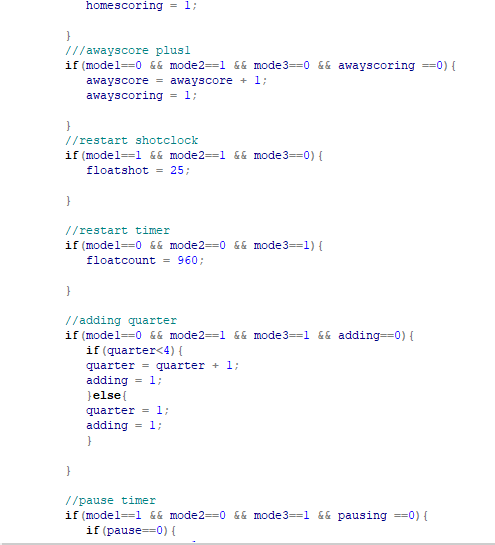 homescoring = 1;
}
///awayscore plus1
if(mode1==0 && mode2==1 && mode3==0 && awayscoring ==0){
awayscore = awayscore + 1;
awayscoring = 1;
}
//restart shotclock
if(mode1==1 && mode2==1 && mode3==0){
floatshot = 25;
}
//restart timer
if(mode1==0 && mode2==0 && mode3==1){
floatcount = 960;
}
//adding quarter
if(mode1==0 && mode2==1 && mode3==1 && adding==0){
if(quarter<4){
quarter = quarter + 1;
adding = 1;
}else{
quarter = 1;
adding = 1;
}
}
//pause timer
if(mode1==1 && mode2==0 && mode3==1 && pausing ==0){
if(pause==0){